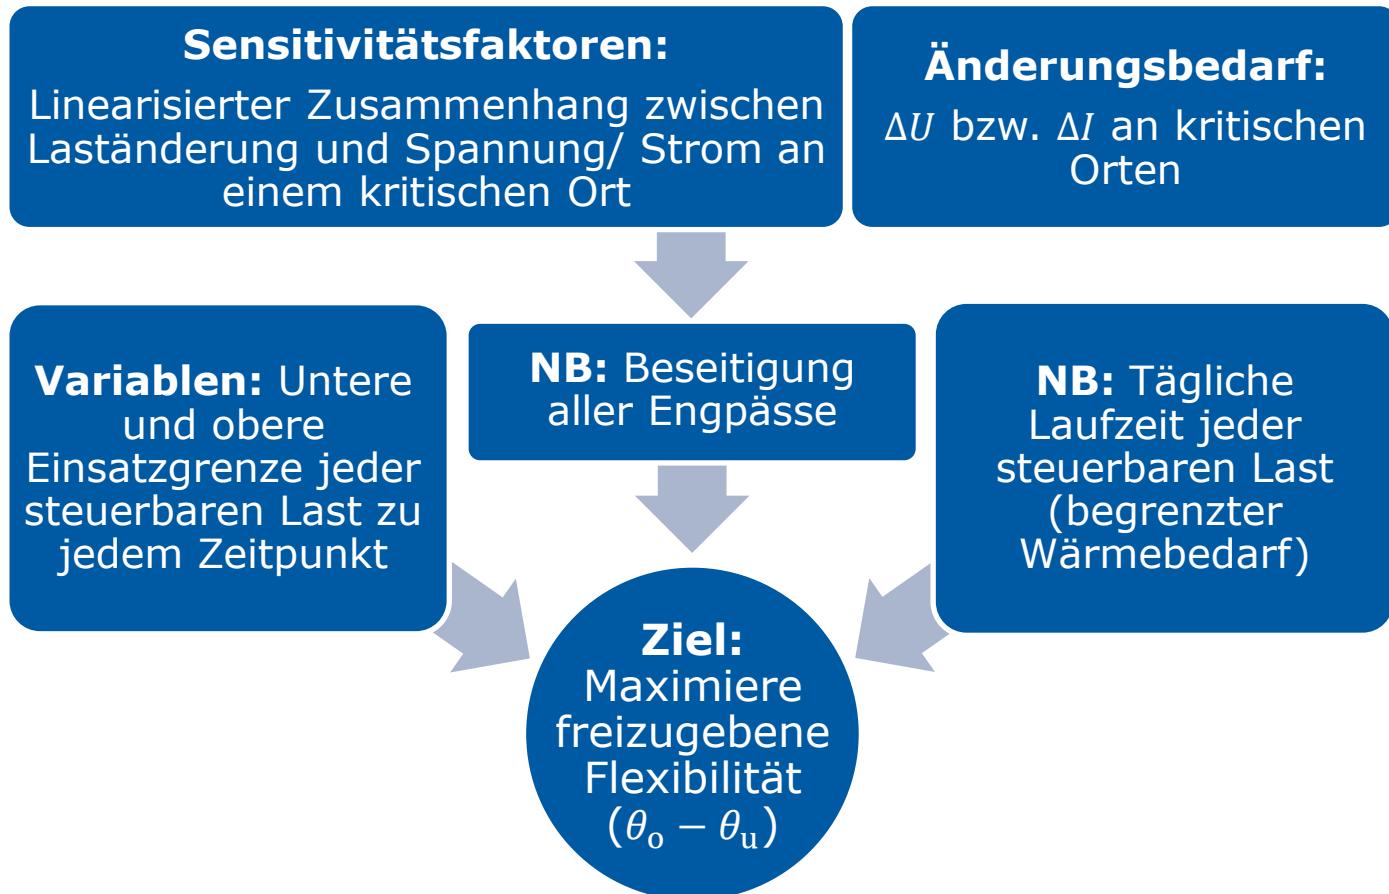 Sensitivitätsfaktoren:
Linearisierter Zusammenhang zwischen
Laständerung und Spannung/ Strom an
einem kritischen Ort
Änderungsbedarf:
Δ𝑈 bzw. Δ𝐼 an kritischen
Orten
Variablen: Untere
und obere
Einsatzgrenze jeder
steuerbaren Last zu
jedem Zeitpunkt
NB: Beseitigung
aller Engpässe
NB: Tägliche
Laufzeit jeder
steuerbaren Last
(begrenzter
Wärmebedarf)
Ziel:
Maximiere
freizugebene
Flexibilität
(θₒ − θᵤ)